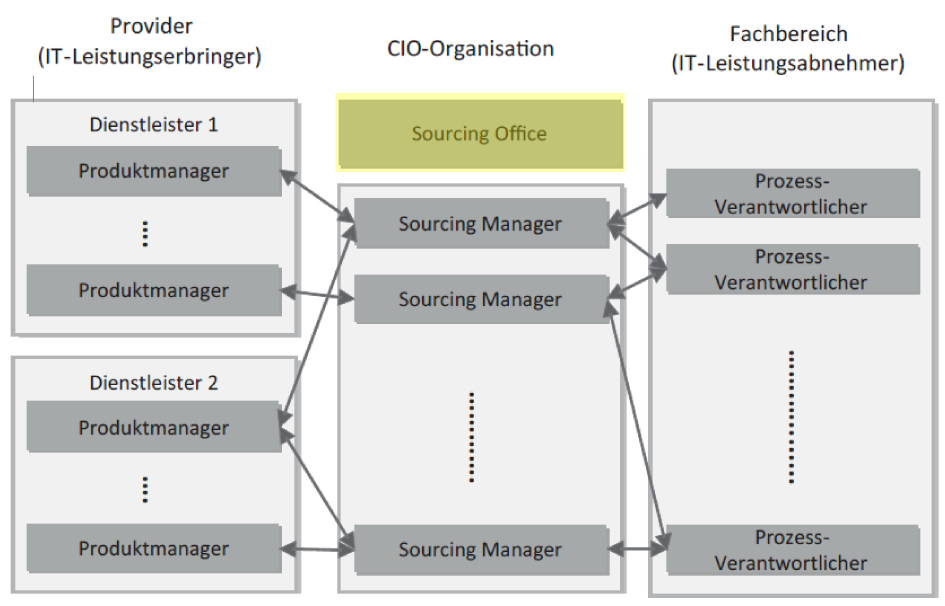 Provider
(IT-Leistungserbringer)
Dienstleister 1
Produktmanager
Produktmanager
Dienstleister 2
Produktmanager
Produktmanager
CIO-Organisation
Sourcing Office
Sourcing Manager
Sourcing Manager
Sourcing Manager
Fachbereich
(IT-Leistungsabnehmer)
Prozess-
Verantwortlicher
Prozess-
Verantwortlicher
Prozess-
Verantwortlicher